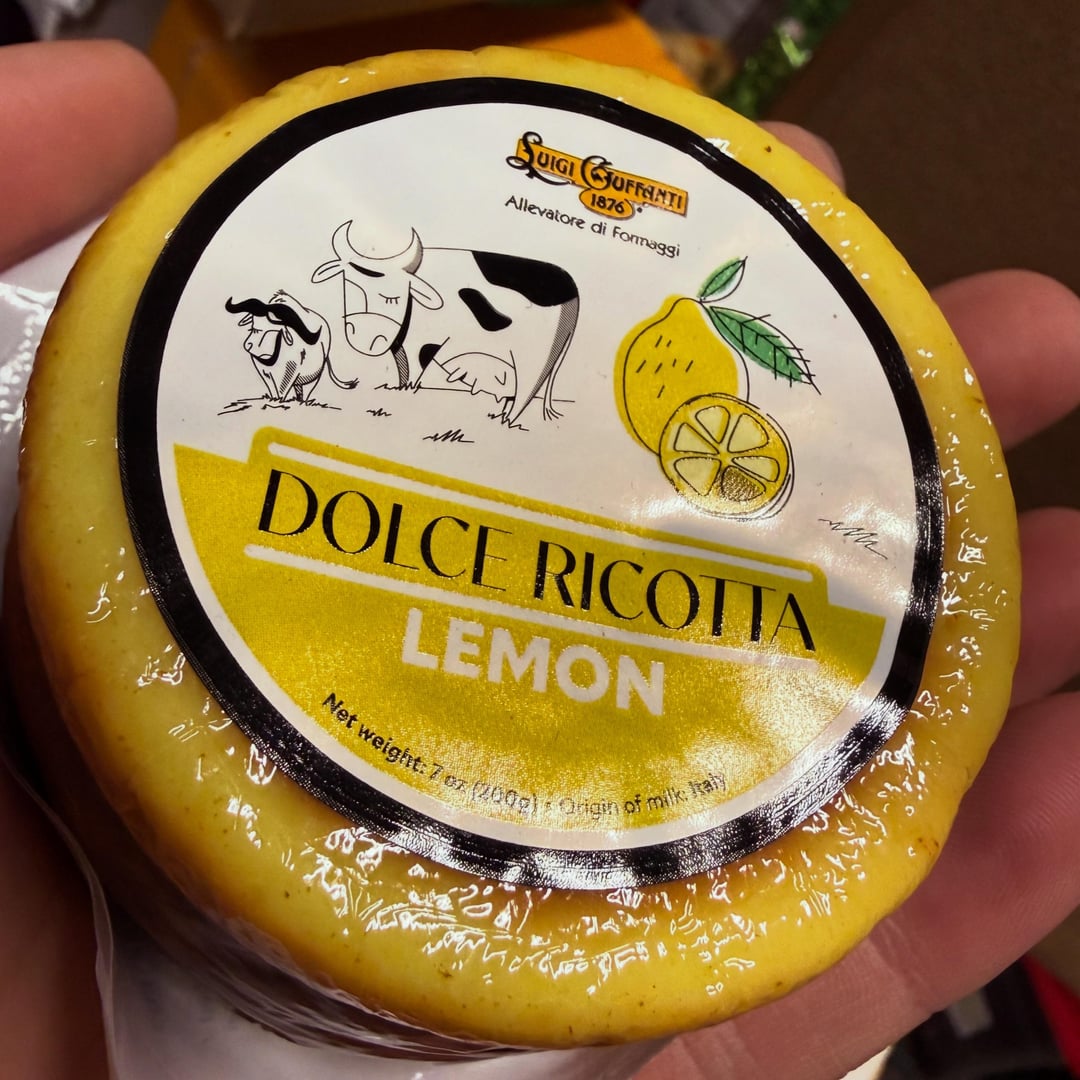 LUIGI GUFFANTI
1876
Allevatore di Formaggi
DOLCE RICOTTA
LEMON
Net weight: 7 oz (200g) • Origin of milk: Italy